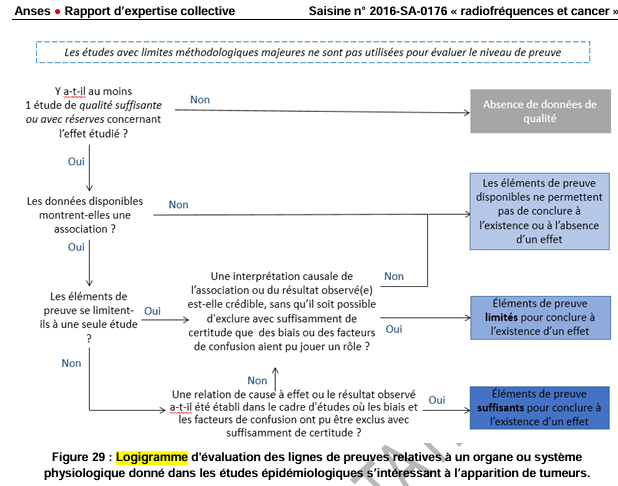 Anses ● Rapport d'expertise collective Saisine n° 2016-SA-0176 « radiofréquences et cancer »
Les études avec limites méthodologiques majeures ne sont pas utilisées pour évaluer le niveau de preuve
Y a-t-il au moins
1 étude de qualité suffisante
ou avec réserves concernant
l'effet étudié ?
Non
Absence de données de
qualité
Oui
Les données disponibles
montrent-elles une
association ?
Non
Les éléments de preuve
disponibles ne permettent
pas de conclure à
l'existence ou à l'absence
d'un effet
Oui
Les éléments de
preuve se limitent-
ils à une seule étude
?
Oui
Une interprétation causale de
l'association ou du résultat observé(e)
est-elle crédible, sans qu'il soit possible
d'exclure avec suffisamment de
certitude que des biais ou des facteurs
de confusion aient pu jouer un rôle ?
Non
Oui
Éléments de preuve
limités pour conclure à
l'existence d'un effet
Non
Non
Une relation de cause à effet ou le résultat observé
a-t-il été établi dans le cadre d'études où les biais et
les facteurs de confusion ont pu être exclus avec
suffisamment de certitude ?
Oui
Éléments de preuve
suffisants pour conclure à
l'existence d'un effet
Figure 29 : Logigramme d'évaluation des lignes de preuves relatives à un organe ou système
physiologique donné dans les études épidémiologiques s'intéressant à l'apparition de tumeurs.